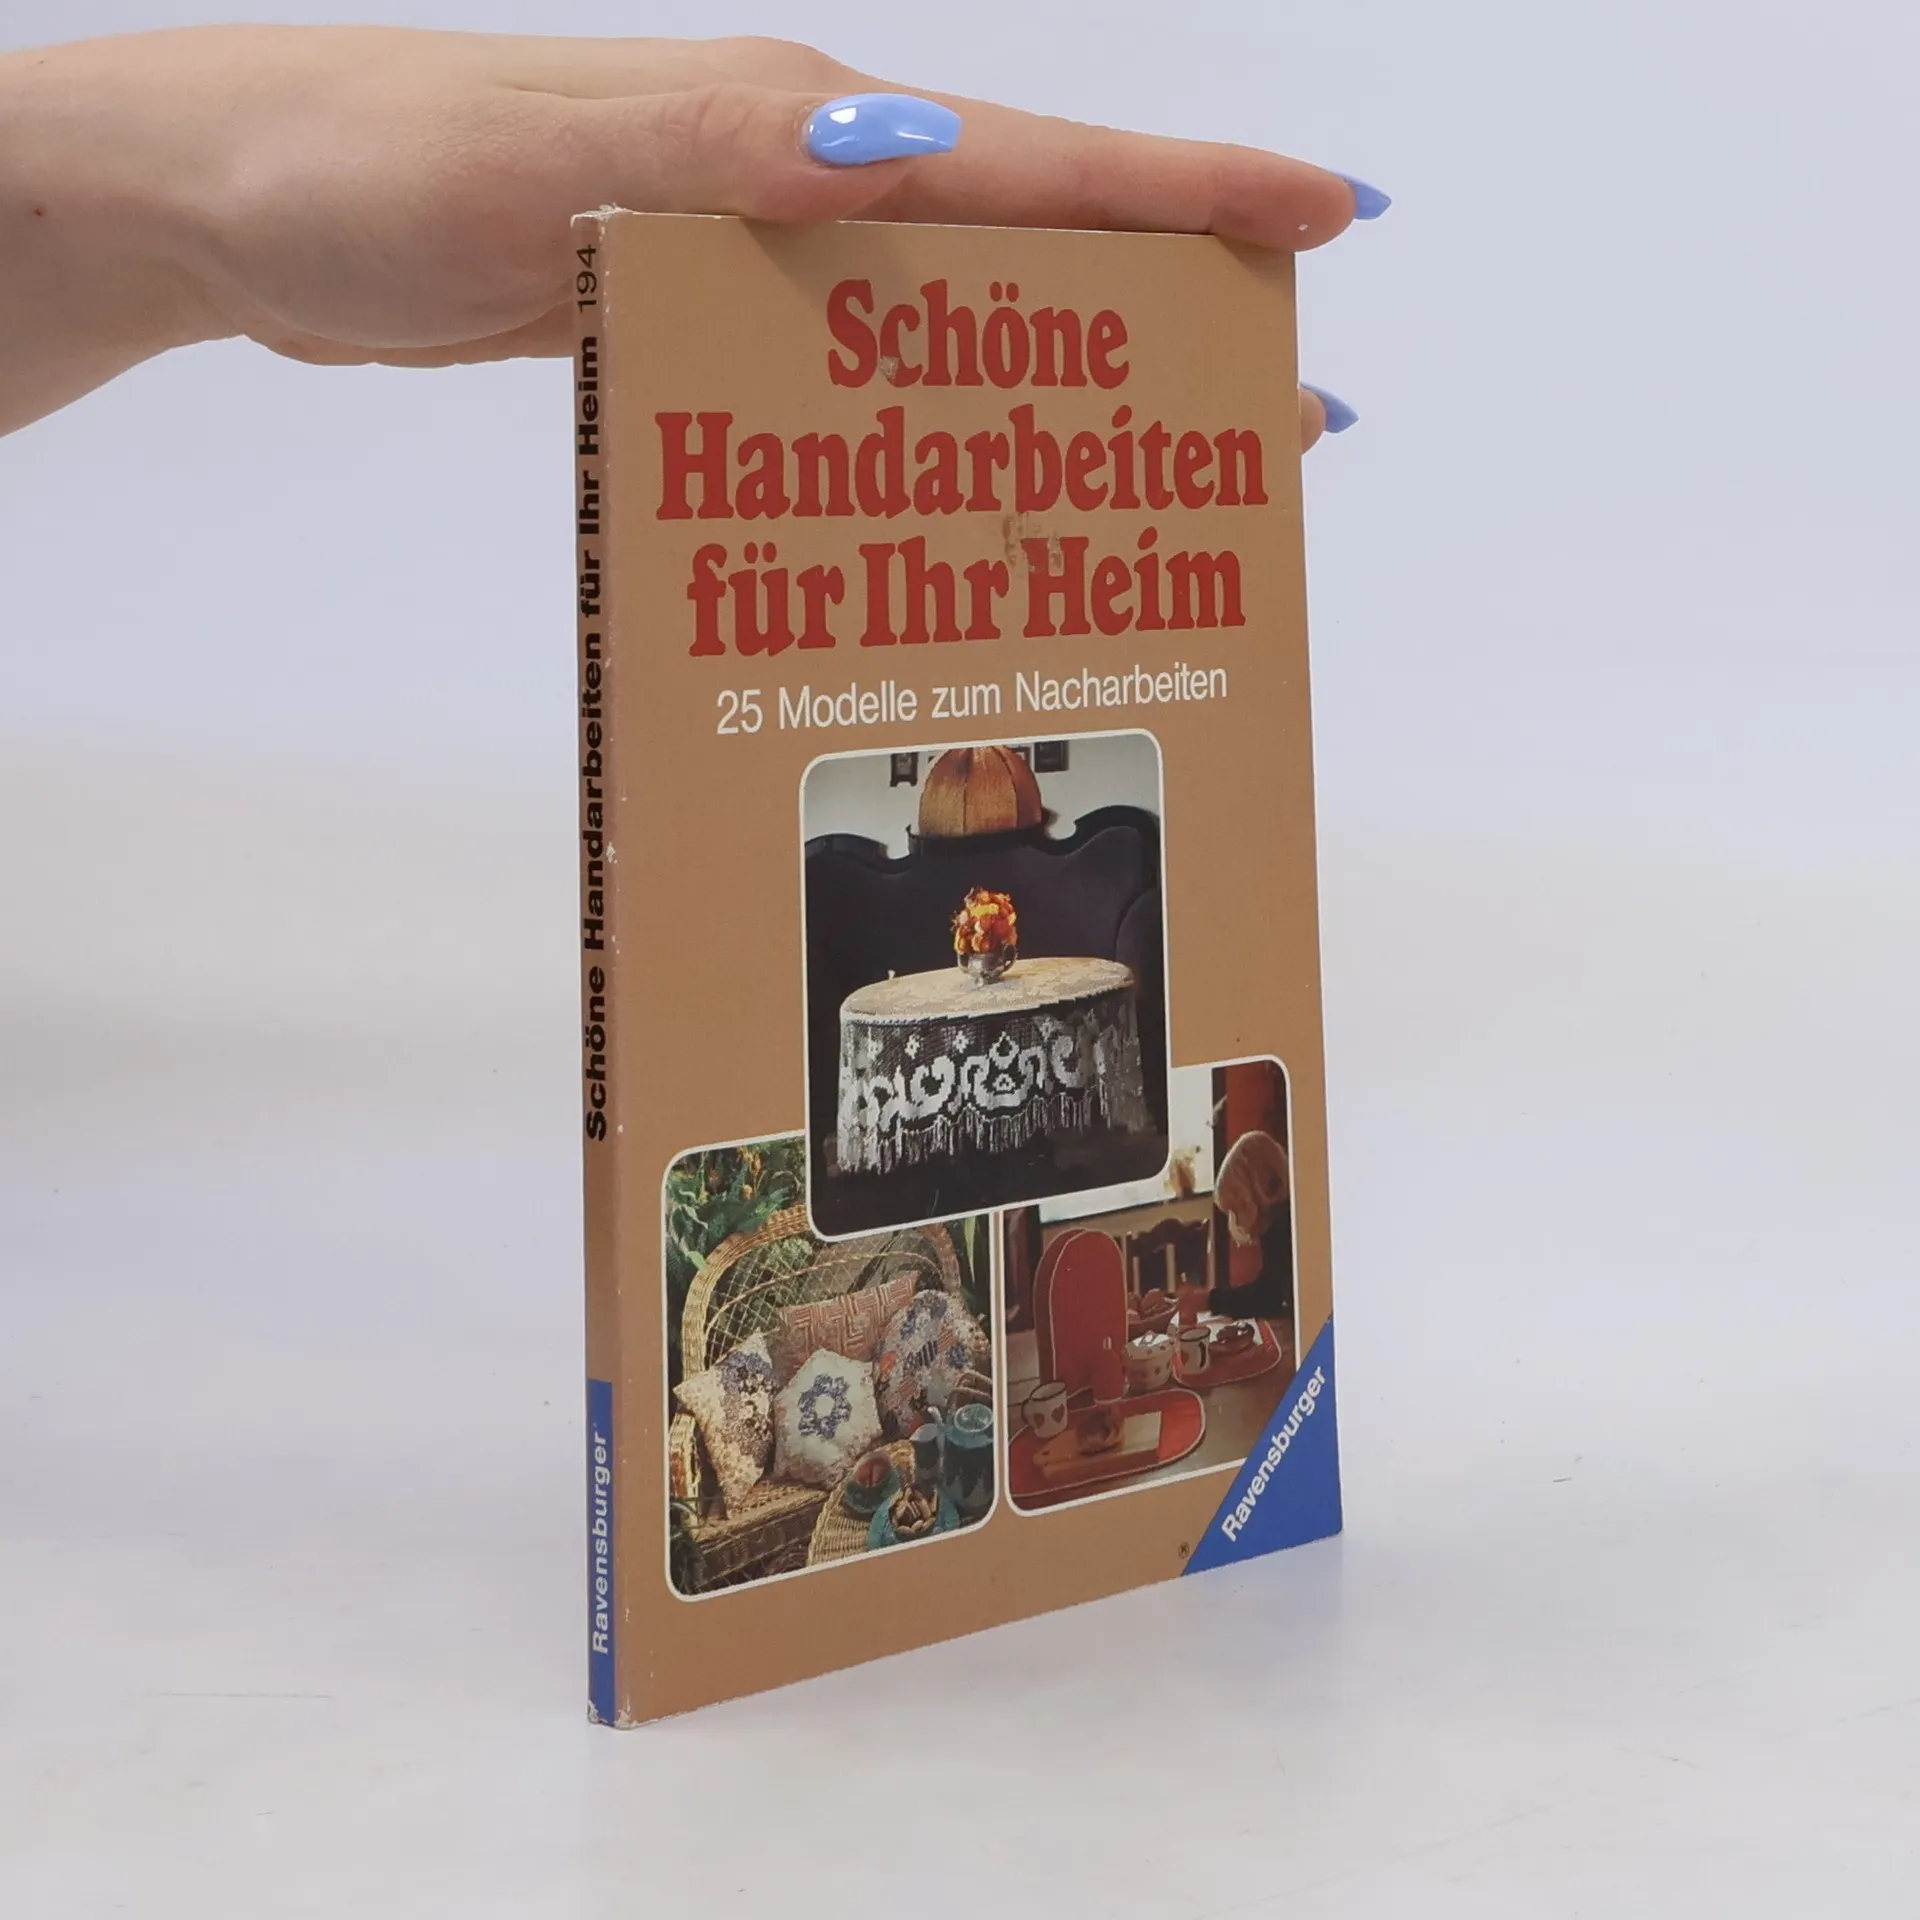 Schöne Handarbeiten für Ihr Heim 194
Ravensburger
Schöne
Handarbeiten
für Ihr Heim
25 Modelle zum Nacharbeiten
Ravensburger
®